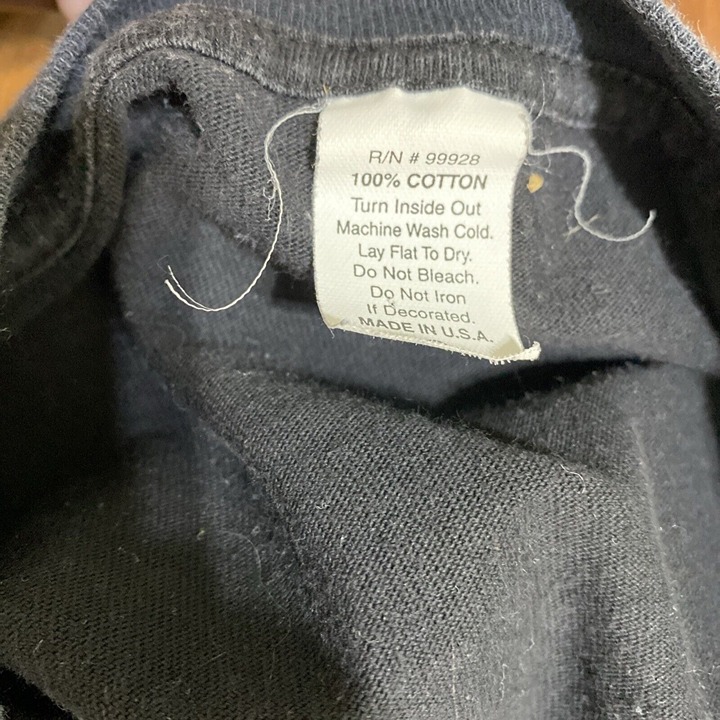 R/N # 99928
100% COTTON
Turn Inside Out
Machine Wash Cold.
Lay Flat To Dry.
Do Not Bleach.
Do Not Iron
If Decorated.
MADE IN U.S.A.